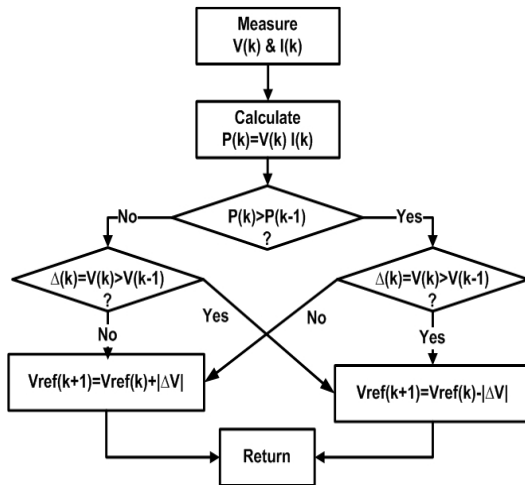 Measure
V(k) & I(k)
Calculate
P(k)=V(k) I(k)
No
P(k)>P(k-1)
?
Yes
Δ(k)=V(k)>V(k-1)
?
Δ(k)=V(k)>V(k-1)
?
No
Yes
No
Yes
Vref(k+1)=Vref(k)+|ΔV|
Vref(k+1)=Vref(k)-|ΔV|
Return